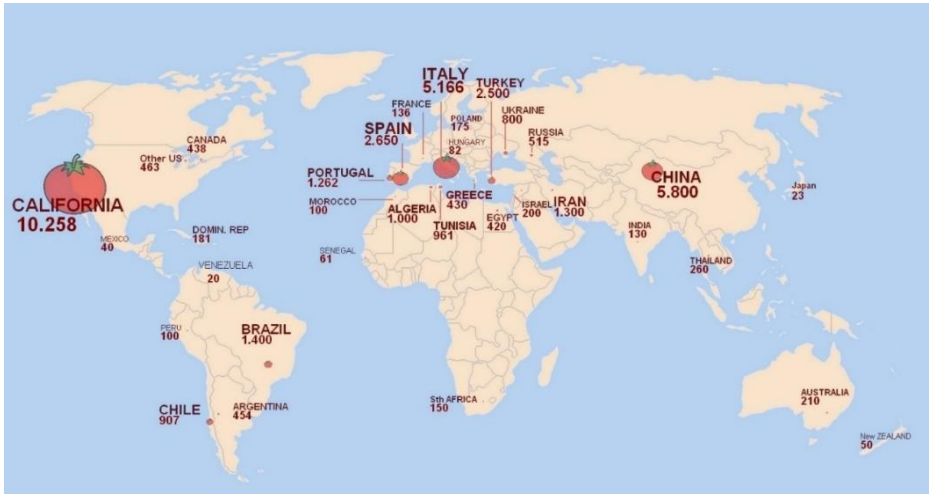 ITALY
5.166
TURKEY
2.500
FRANCE
136
POLAND
175
UKRAINE
800
SPAIN
2.650
HUNGARY
82
RUSSIA
515
CANADA
438
Other US
463
PORTUGAL
1.262
CHINA
5.800
Japan
23
CALIFORNIA
10.258
MOROCCO
100
ALGERIA
1.000
GREECE
430
TUNISIA
961
EGYPT
420
ISRAEL
200
IRAN
1.300
INDIA
130
THAILAND
260
MEXICO
40
DOMIN. REP
181
SENEGAL
61
VENEZUELA
20
PERU
100
BRAZIL
1.400
CHILE
907
ARGENTINA
454
Sth AFRICA
150
AUSTRALIA
210
New ZEALAND
50